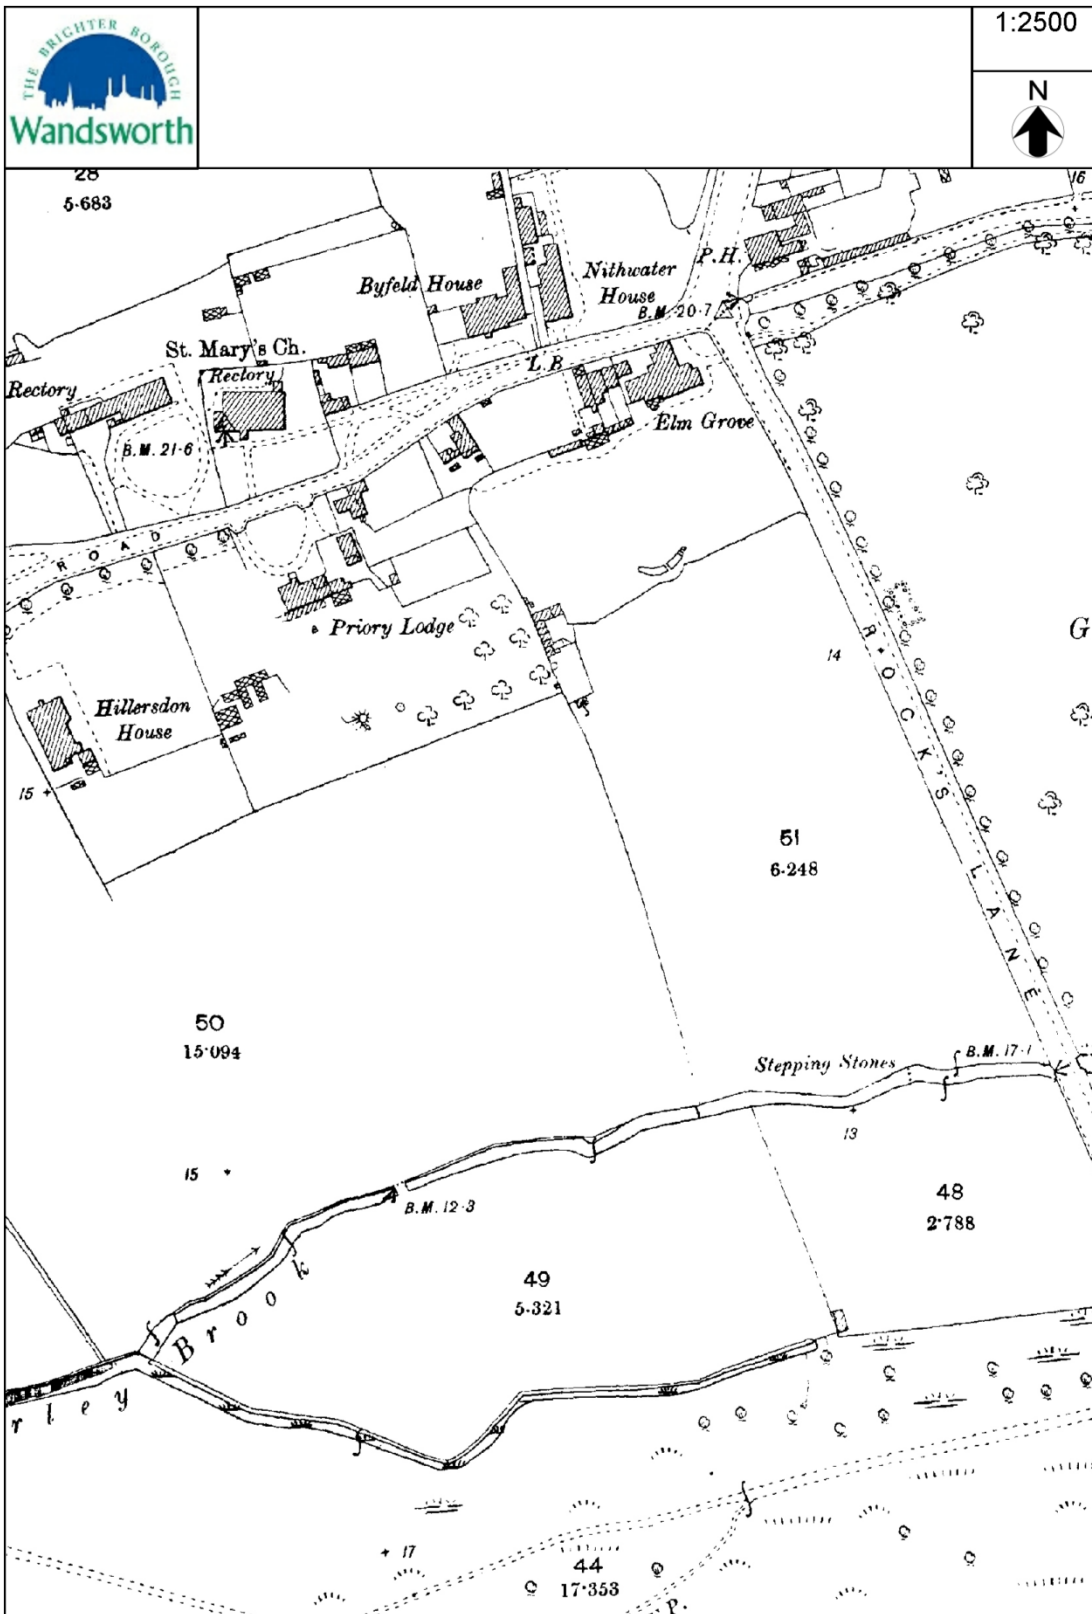 THE BRIGHTER BOROUGH
Wandsworth
1:2500
N
28
5·683
16
P.H.
Byfeld House
Nithwater
House
B.M. 20·7
St. Mary's Ch.
Rectory
Rectory
L.B.
Elm Grove
B.M. 21·6
ROAD
Priory Lodge
14
G
ROCK'S LANE
Hillersdon
House
15
51
6·248
50
15·094
Stepping Stones
B.M. 17·1
13
15
B.M. 12·3
48
2·788
49
5·321
Brook
rley
17
44
17·353
P.